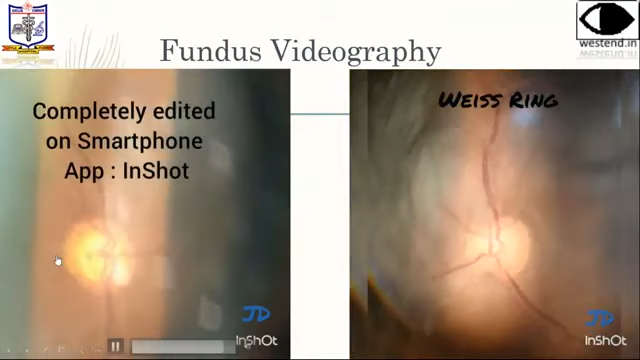 Fundus Videography
westend.in
Completely edited
on Smartphone
App : InShot
JD
InShOt
Weiss Ring
JD
InShOt